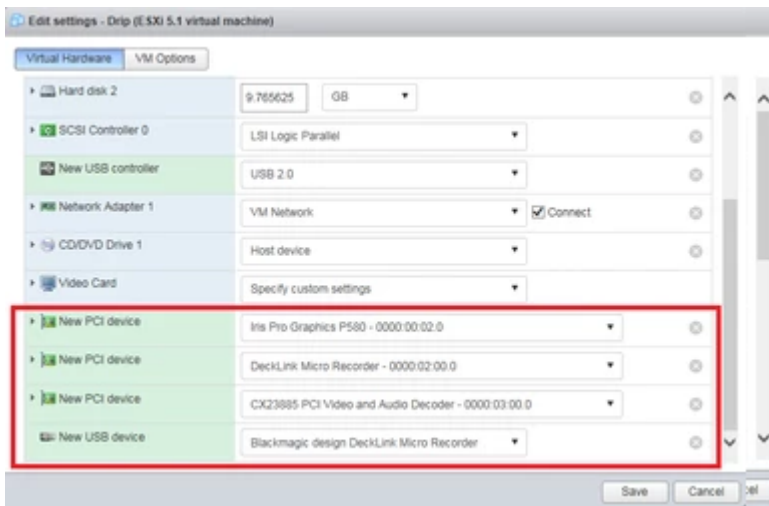 Edit settings - Drip (ESXi 5.1 virtual machine)
Virtual Hardware VM Options
Hard disk 2 9.765625 GB
SCSI Controller 0 LSI Logic Parallel
New USB controller USB 2.0
Network Adapter 1 VM Network Connect
CD/DVD Drive 1 Host device
Video Card Specify custom settings
New PCI device Iris Pro Graphics P580 - 0000:00:02.0
New PCI device DeckLink Micro Recorder - 0000:02:00.0
New PCI device CX23885 PCI Video and Audio Decoder - 0000:03:00.0
New USB device Blackmagic design DeckLink Micro Recorder
Save Cancel cel